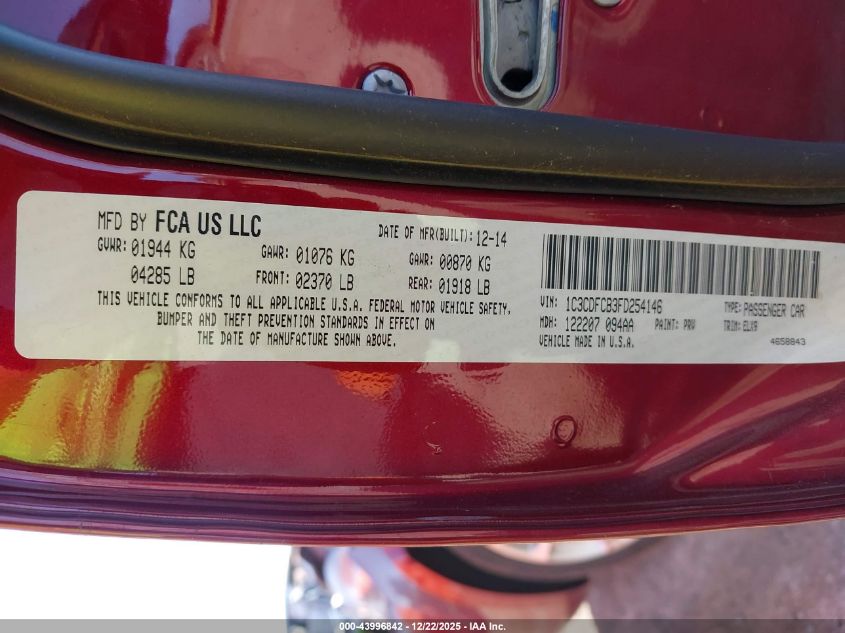 MFD BY FCA US LLC
DATE OF MFR(BUILT): 12-14
GVWR: 01944 KG
GAWR: 01076 KG
GAWR: 00870 KG
04285 LB
FRONT: 02370 LB
REAR: 01918 LB
THIS VEHICLE CONFORMS TO ALL APPLICABLE U.S.A. FEDERAL MOTOR VEHICLE SAFETY,
BUMPER AND THEFT PREVENTION STANDARDS IN EFFECT ON
THE DATE OF MANUFACTURE SHOWN ABOVE.
VIN: 1C3CDFCB3FD254146
TYPE: PASSENGER CAR
MDH: 122207 094AA
PAINT: PRV
TRIM: ELX9
VEHICLE MADE IN U.S.A.
4658843
000-43996842 - 12/22/2025 - IAA Inc.